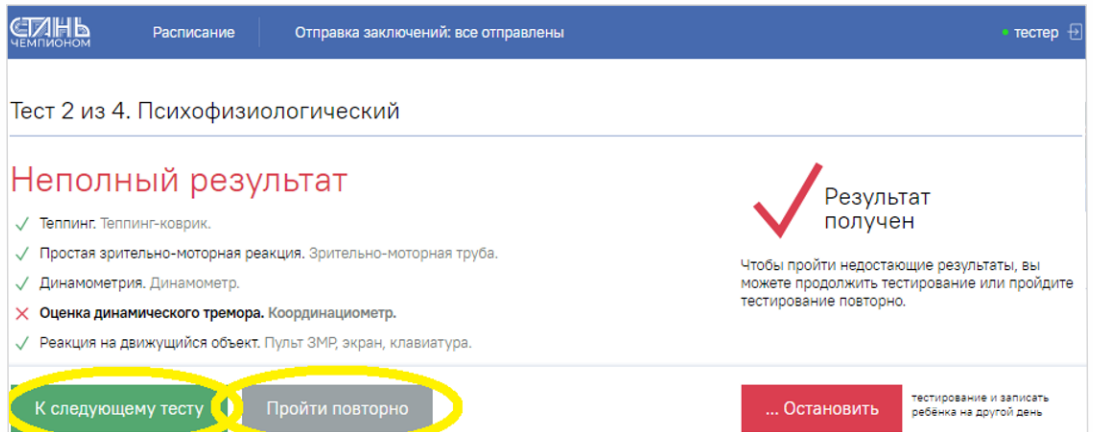 СТАНЬ
ЧЕМПИОНОМ
Расписание
Отправка заключений: все отправлены
тестер
Тест 2 из 4. Психофизиологический
Неполный результат
Теппинг. Теппинг-коврик.
Простая зрительно-моторная реакция. Зрительно-моторная труба.
Динамометрия. Динамометр.
Оценка динамического тремора. Координациометр.
Реакция на движущийся объект. Пульт ЗМР, экран, клавиатура.
Результат
получен
Чтобы пройти недостающие результаты, вы
можете продолжить тестирование или пройдите
тестирование повторно.
К следующему тесту
Пройти повторно
... Остановить
тестирование и записать
ребёнка на другой день